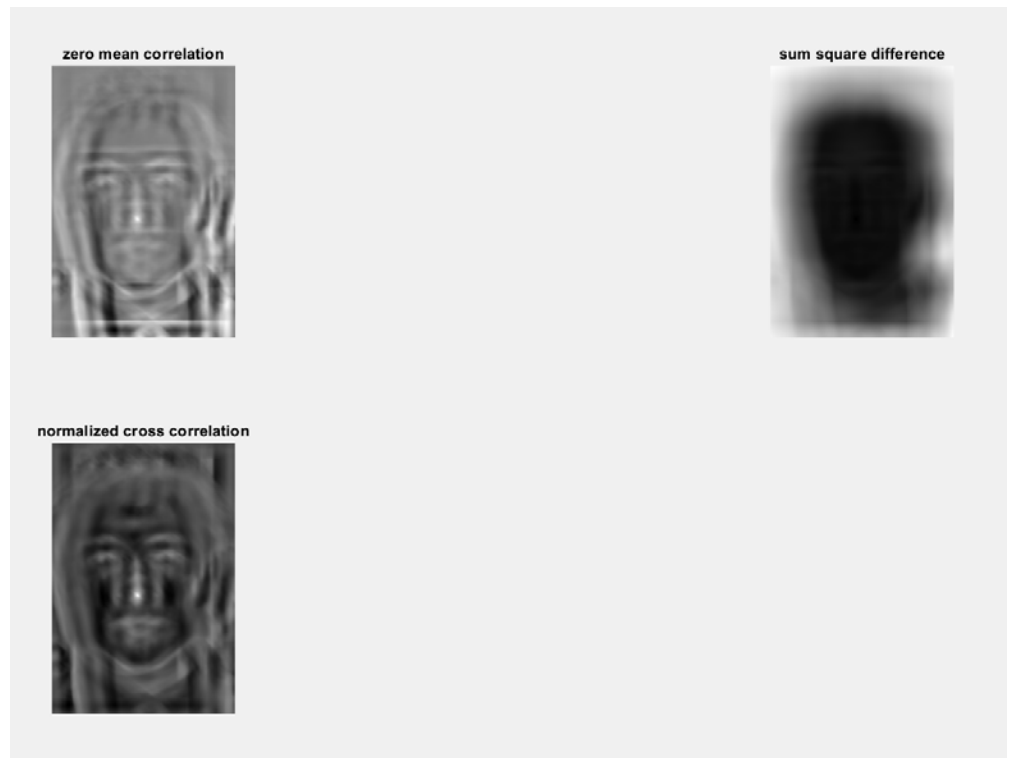 zero mean correlation
sum square difference
normalized cross correlation